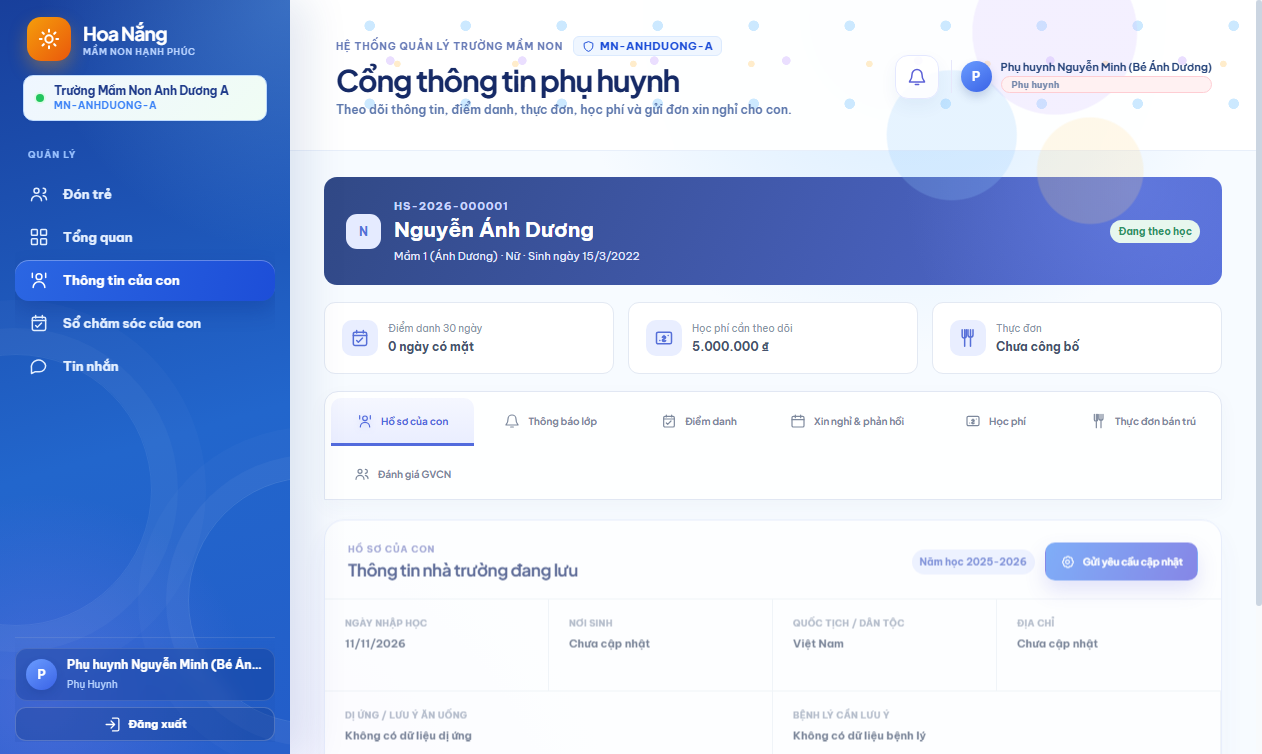 Hoa Nắng
MẦM NON HẠNH PHÚC
Trường Mầm Non Anh Dương A
MN-ANHDUONG-A
QUẢN LÝ
Đón trẻ
Tổng quan
Thông tin của con
Sổ chăm sóc của con
Tin nhắn
P
Phụ huynh Nguyễn Minh (Bé Án...
Phụ Huynh
Đăng xuất
HỆ THỐNG QUẢN LÝ TRƯỜNG MẦM NON
MN-ANHDUONG-A
Cổng thông tin phụ huynh
Theo dõi thông tin, điểm danh, thực đơn, học phí và gửi đơn xin nghỉ cho con.
P
Phụ huynh Nguyễn Minh (Bé Ánh Dương)
Phụ huynh
N
HS-2026-000001
Nguyễn Ánh Dương
Mầm 1 (Ánh Dương) · Nữ · Sinh ngày 15/3/2022
Đang theo học
Điểm danh 30 ngày
0 ngày có mặt
Học phí cần theo dõi
5.000.000 ₫
Thực đơn
Chưa công bố
Hồ sơ của con
Thông báo lớp
Điểm danh
Xin nghỉ & phản hồi
Học phí
Thực đơn bán trú
Đánh giá GVCN
HỒ SƠ CỦA CON
Thông tin nhà trường đang lưu
Năm học 2025-2026
Gửi yêu cầu cập nhật
NGÀY NHẬP HỌC
11/11/2026
NƠI SINH
Chưa cập nhật
QUỐC TỊCH / DÂN TỘC
Việt Nam
ĐỊA CHỈ
Chưa cập nhật
DỊ ỨNG / LƯU Ý ĂN UỐNG
Không có dữ liệu dị ứng
BỆNH LÝ CẦN LƯU Ý
Không có dữ liệu bệnh lý